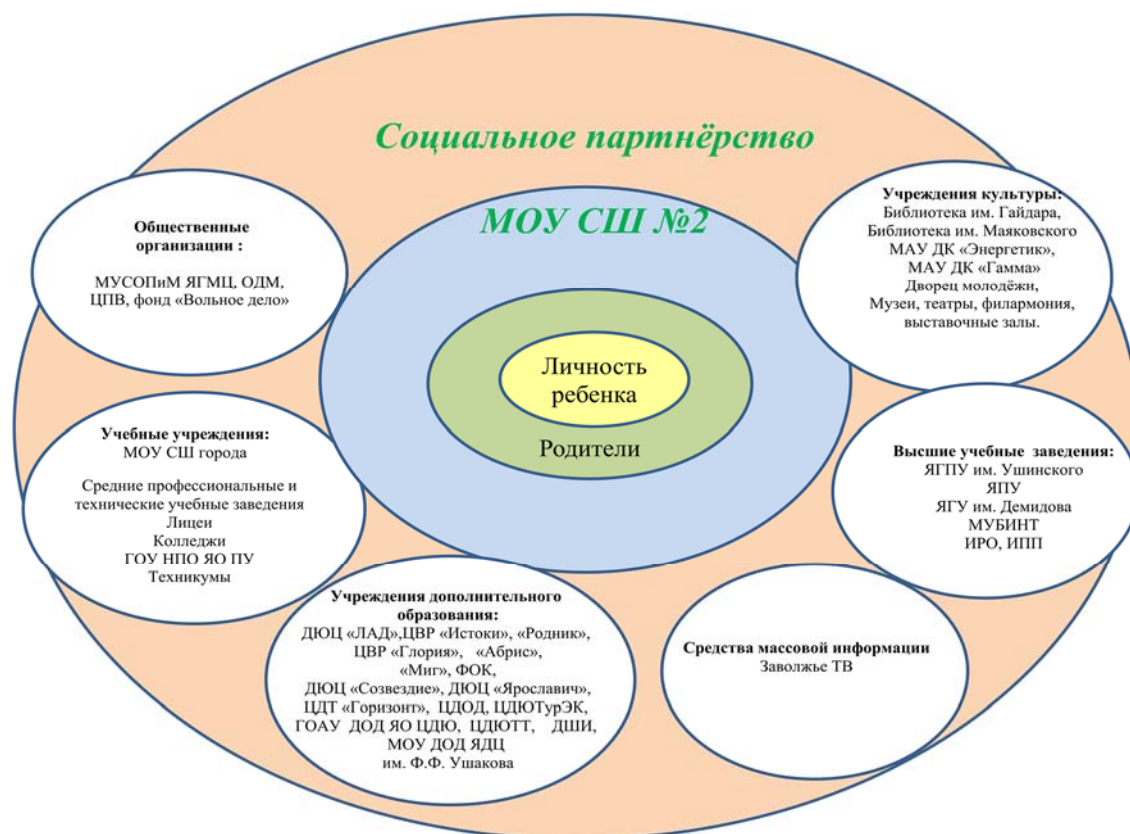 Социальное партнёрство
МОУ СШ №2
Личность
ребенка
Родители
Общественные
организации :
МУСОПиМ ЯГМЦ, ОДМ,
ЦПВ, фонд «Вольное дело»
Учреждения культуры:
Библиотека им. Гайдара,
Библиотека им. Маяковского
МАУ ДК «Энергетик»,
МАУ ДК «Гамма»
Дворец молодёжи,
Музеи, театры, филармония,
выставочные залы.
Учебные учреждения:
МОУ СШ города
Средние профессиональные и
технические учебные заведения
Лицеи
Колледжи
ГОУ НПО ЯО ПУ
Техникумы
Высшие учебные заведения:
ЯГПУ им. Ушинского
ЯПУ
ЯГУ им. Демидова
МУБИНТ
ИРО, ИПП
Учреждения дополнительного
образования:
ДЮЦ «ЛАД»,ЦВР «Истоки», «Родник»,
ЦВР «Глория», «Абрис»,
«Миг», ФОК,
ДЮЦ «Созвездие», ДЮЦ «Ярославич»,
ЦДТ «Горизонт», ЦДОД, ЦДЮТурЭК,
ГОАУ ДОД ЯО ЦДЮ, ЦДЮТТ, ДШИ,
МОУ ДОД ЯДЦ
им. Ф.Ф. Ушакова
Средства массовой информации
Заволжье ТВ